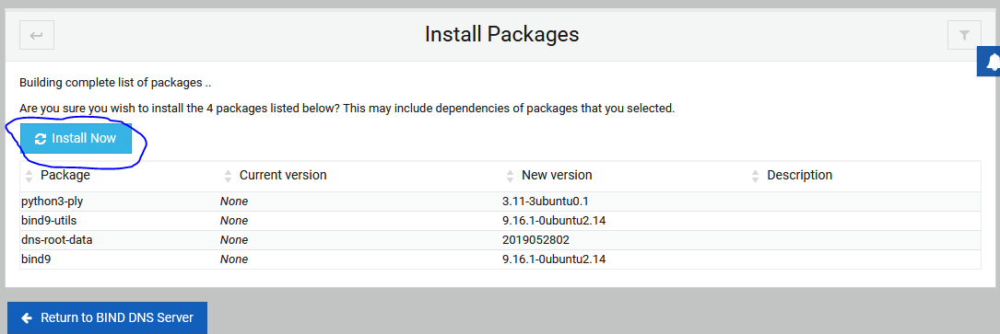 Install Packages
Building complete list of packages ..
Are you sure you wish to install the 4 packages listed below? This may include dependencies of packages that you selected.
Install Now
Package Current version New version Description
python3-ply None 3.11-3ubuntu0.1
bind9-utils None 9.16.1-0ubuntu2.14
dns-root-data None 2019052802
bind9 None 9.16.1-0ubuntu2.14
Return to BIND DNS Server